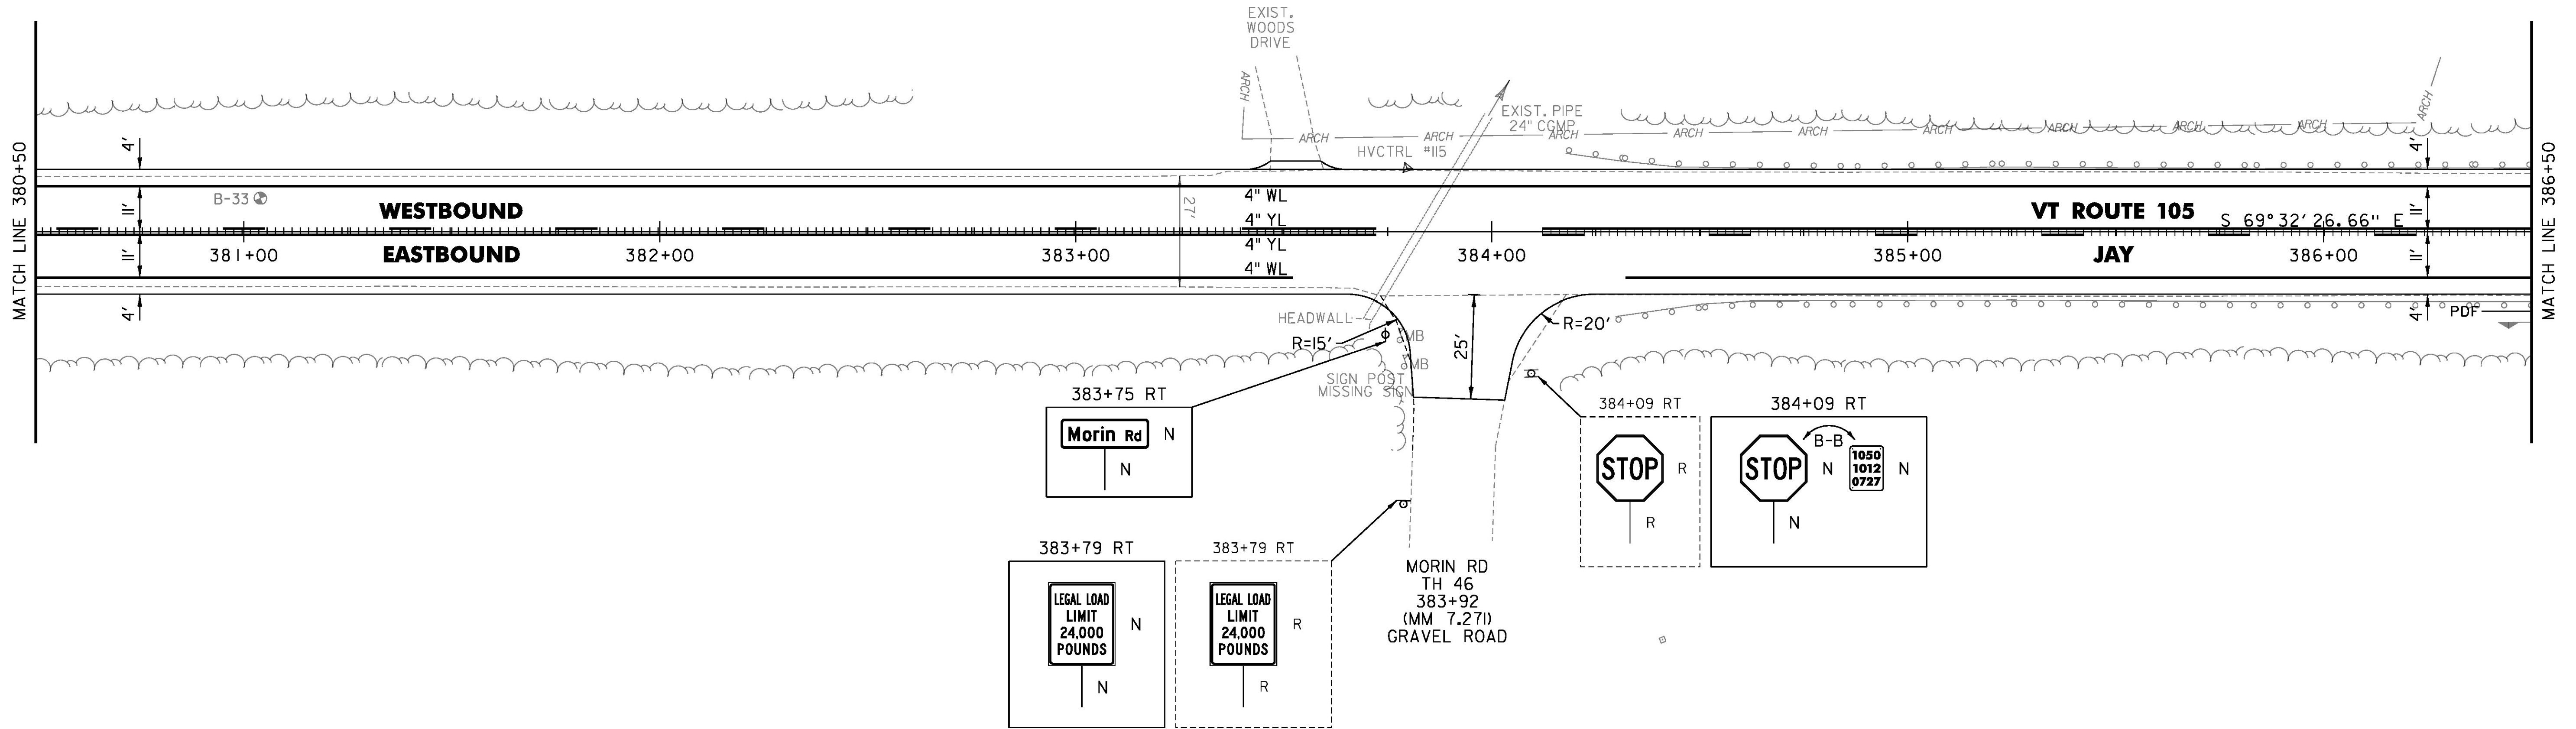 EXIST.
WOODS
DRIVE
ARCH
EXIST. PIPE
24" CGMP
ARCH ARCH ARCH ARCH ARCH ARCH ARCH ARCH ARCH
ARCH
HVCTRL #115
MATCH LINE 380+50
MATCH LINE 386+50
4'
4'
B-33
11'
11'
WESTBOUND
27'
4" WL
4" YL
VT ROUTE 105
S 69° 32' 26.66" E
11'
11'
EASTBOUND
4" YL
4" WL
JAY
381+00 382+00 383+00 384+00 385+00 386+00
4'
4'
PDF
HEADWALL
R=15'
MB
MB
25'
R=20'
SIGN POST
MISSING SIGN
383+75 RT
Morin Rd N
N
384+09 RT
STOP R
R
384+09 RT
B-B
STOP N
1050
1012
0727
N
N
383+79 RT
LEGAL LOAD
LIMIT
24,000
POUNDS
N
N
383+79 RT
LEGAL LOAD
LIMIT
24,000
POUNDS
R
R
MORIN RD
TH 46
383+92
(MM 7.271)
GRAVEL ROAD